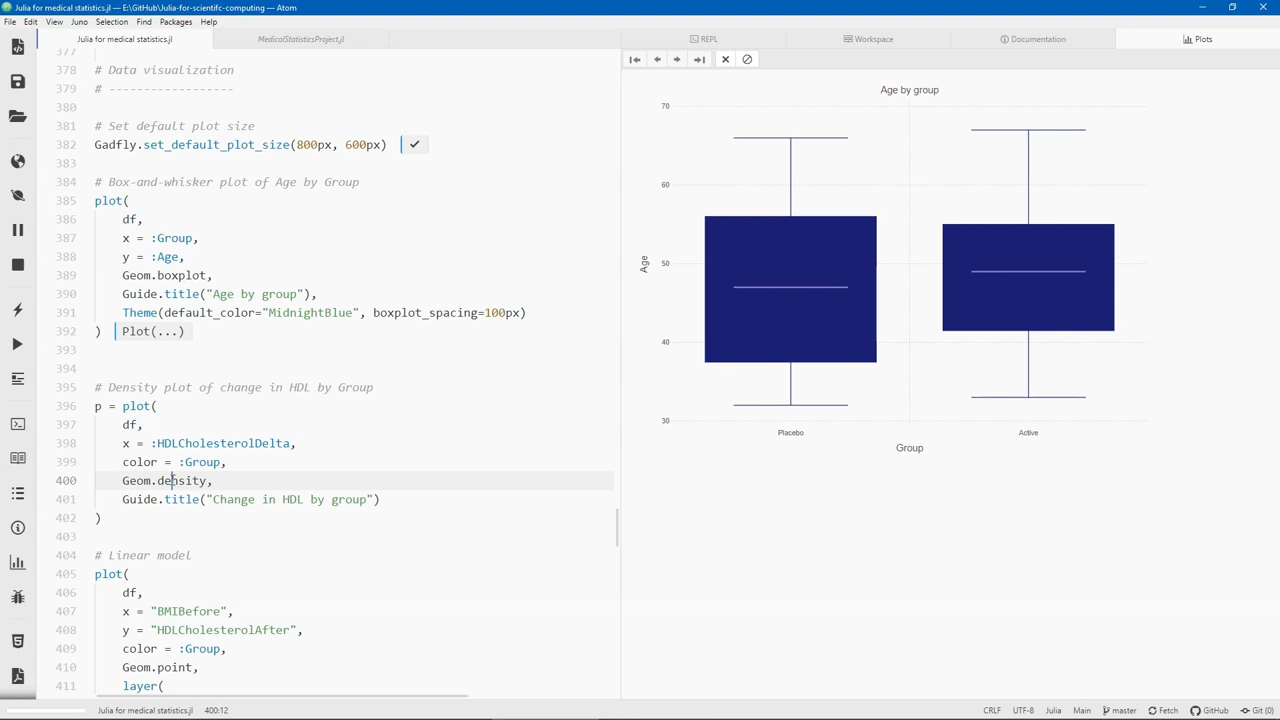 Julia for medical statistics.jl — E:\GitHub\Julia-for-scientifc-computing — Atom
File Edit View Juno Selection Find Packages Help
Julia for medical statistics.jl MedicalStatisticsProject.jl REPL Workspace Documentation Plots
377
378 # Data visualization
379 # ------------------
380
381 # Set default plot size
382 Gadfly.set_default_plot_size(800px, 600px) ✓
383
384 # Box-and-whisker plot of Age by Group
385 plot(
386 df,
387 x = :Group,
388 y = :Age,
389 Geom.boxplot,
390 Guide.title("Age by group"),
391 Theme(default_color="MidnightBlue", boxplot_spacing=100px)
392 ) Plot(...)
393
394
395 # Density plot of change in HDL by Group
396 p = plot(
397 df,
398 x = :HDLCholesterolDelta,
399 color = :Group,
400 Geom.density,
401 Guide.title("Change in HDL by group")
402 )
403
404 # Linear model
405 plot(
406 df,
407 x = "BMIBefore",
408 y = "HDLCholesterolAfter",
409 color = :Group,
410 Geom.point,
411 layer(
Age by group
70
60
50
40
30
Age
Placebo Active
Group
Julia for medical statistics.jl 400:12 CRLF UTF-8 Julia Main master Fetch GitHub Git (0)